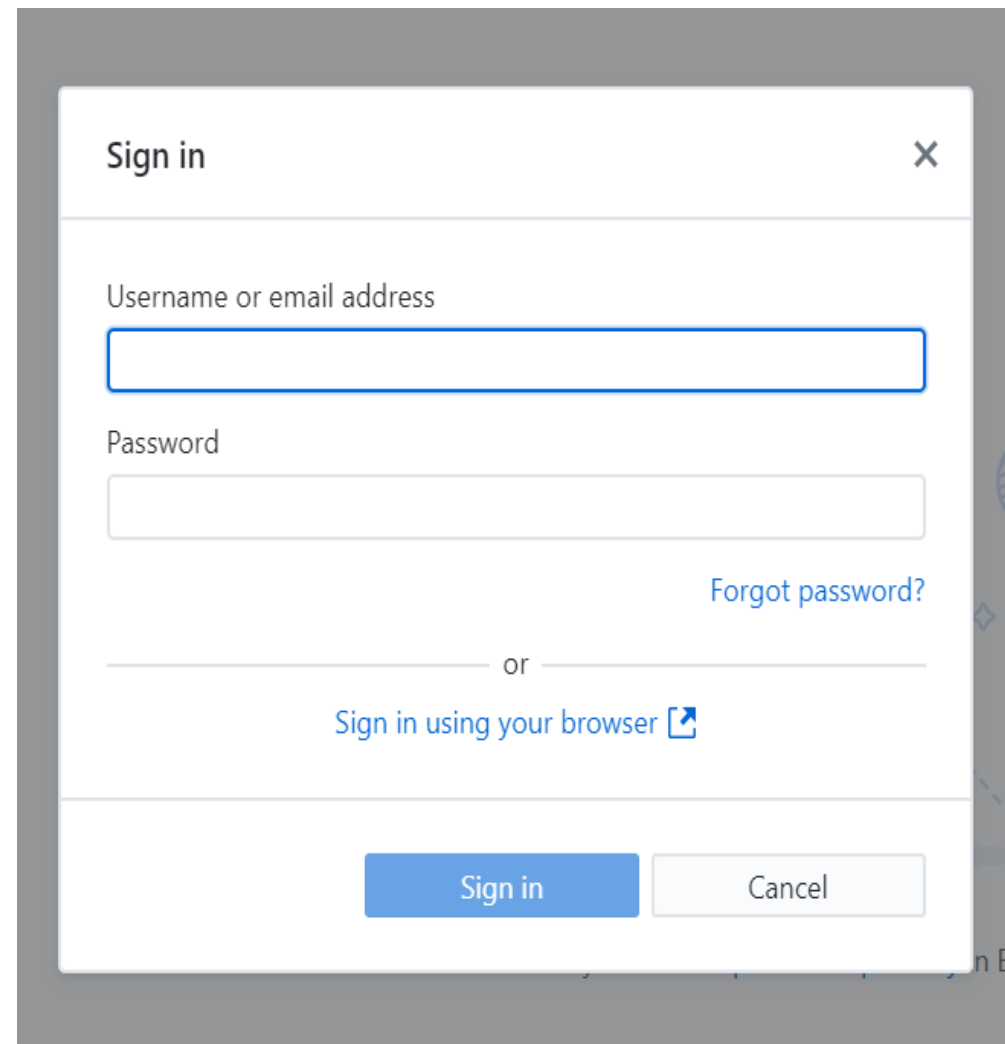 Sign in
Username or email address
Password
Forgot password?
or
Sign in using your browser
Sign in Cancel